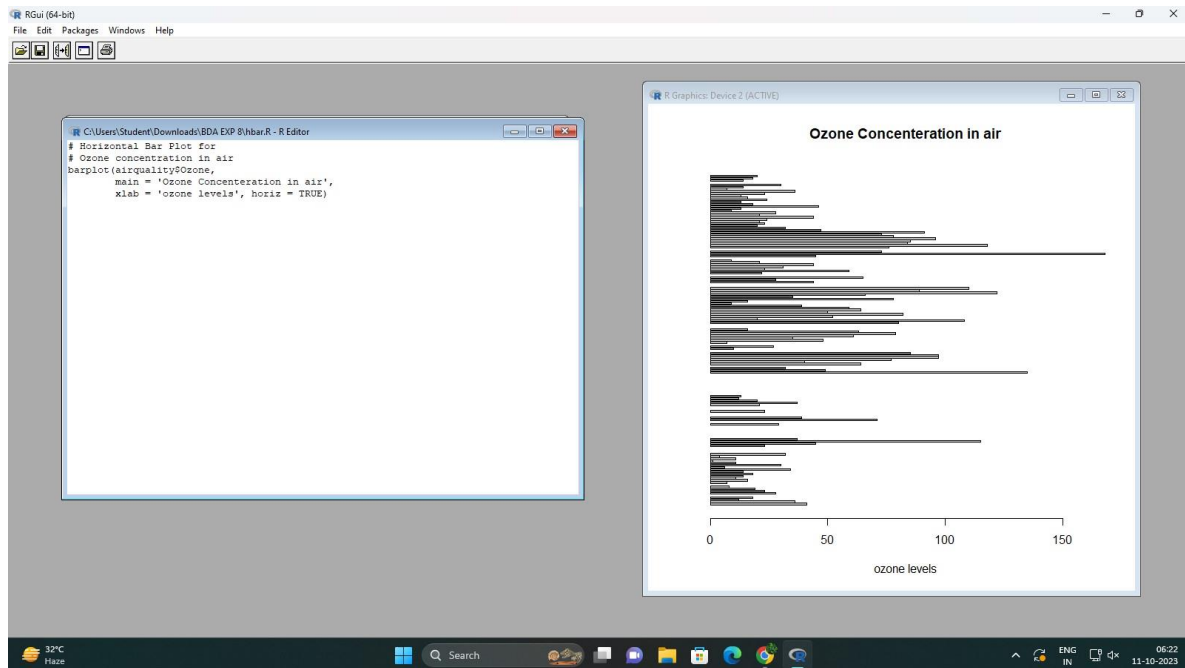 RGui (64-bit)
File Edit Packages Windows Help
C:\Users\Student\Downloads\BDA EXP 8\hbar.R - R Editor
# Horizontal Bar Plot for
# Ozone concentration in air
barplot(airquality$Ozone,
        main = 'Ozone Concenteration in air',
        xlab = 'ozone levels', horiz = TRUE)
R Graphics: Device 2 (ACTIVE)
Ozone Concenteration in air
0 50 100 150
ozone levels
32°C
Haze
Search
ENG
IN
06:22
11-10-2023